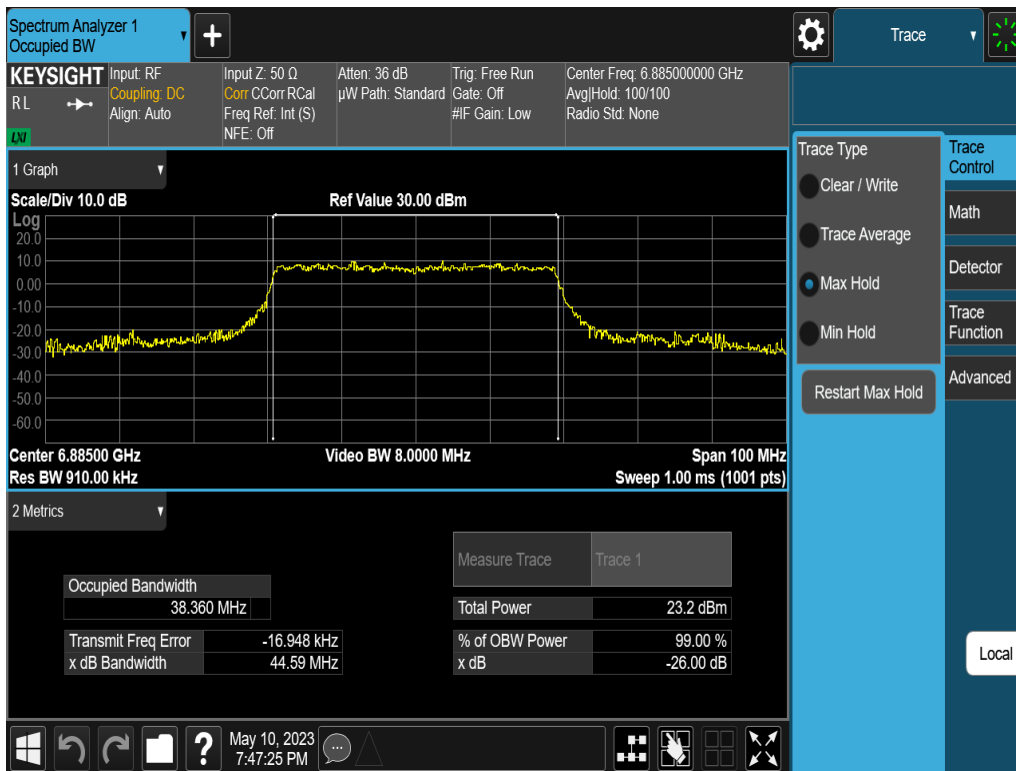 Spectrum Analyzer 1
Occupied BW
+
Trace
KEYSIGHT
RL
LXI
Input: RF
Coupling: DC
Align: Auto
Input Z: 50 Ω
Corr CCorr RCal
Freq Ref: Int (S)
NFE: Off
Atten: 36 dB
µW Path: Standard
Trig: Free Run
Gate: Off
#IF Gain: Low
Center Freq: 6.885000000 GHz
Avg|Hold: 100/100
Radio Std: None
1 Graph
Scale/Div 10.0 dB
Ref Value 30.00 dBm
Log
20.0
10.0
0.00
-10.0
-20.0
-30.0
-40.0
-50.0
-60.0
Center 6.88500 GHz
Video BW 8.0000 MHz
Span 100 MHz
Res BW 910.00 kHz
Sweep 1.00 ms (1001 pts)
2 Metrics
Measure Trace
Trace 1
Occupied Bandwidth
38.360 MHz
Total Power
23.2 dBm
Transmit Freq Error
-16.948 kHz
% of OBW Power
99.00 %
x dB Bandwidth
44.59 MHz
x dB
-26.00 dB
Trace Type
Clear / Write
Trace Average
Max Hold
Min Hold
Restart Max Hold
Trace
Control
Math
Detector
Trace
Function
Advanced
Local
?
May 10, 2023
7:47:25 PM